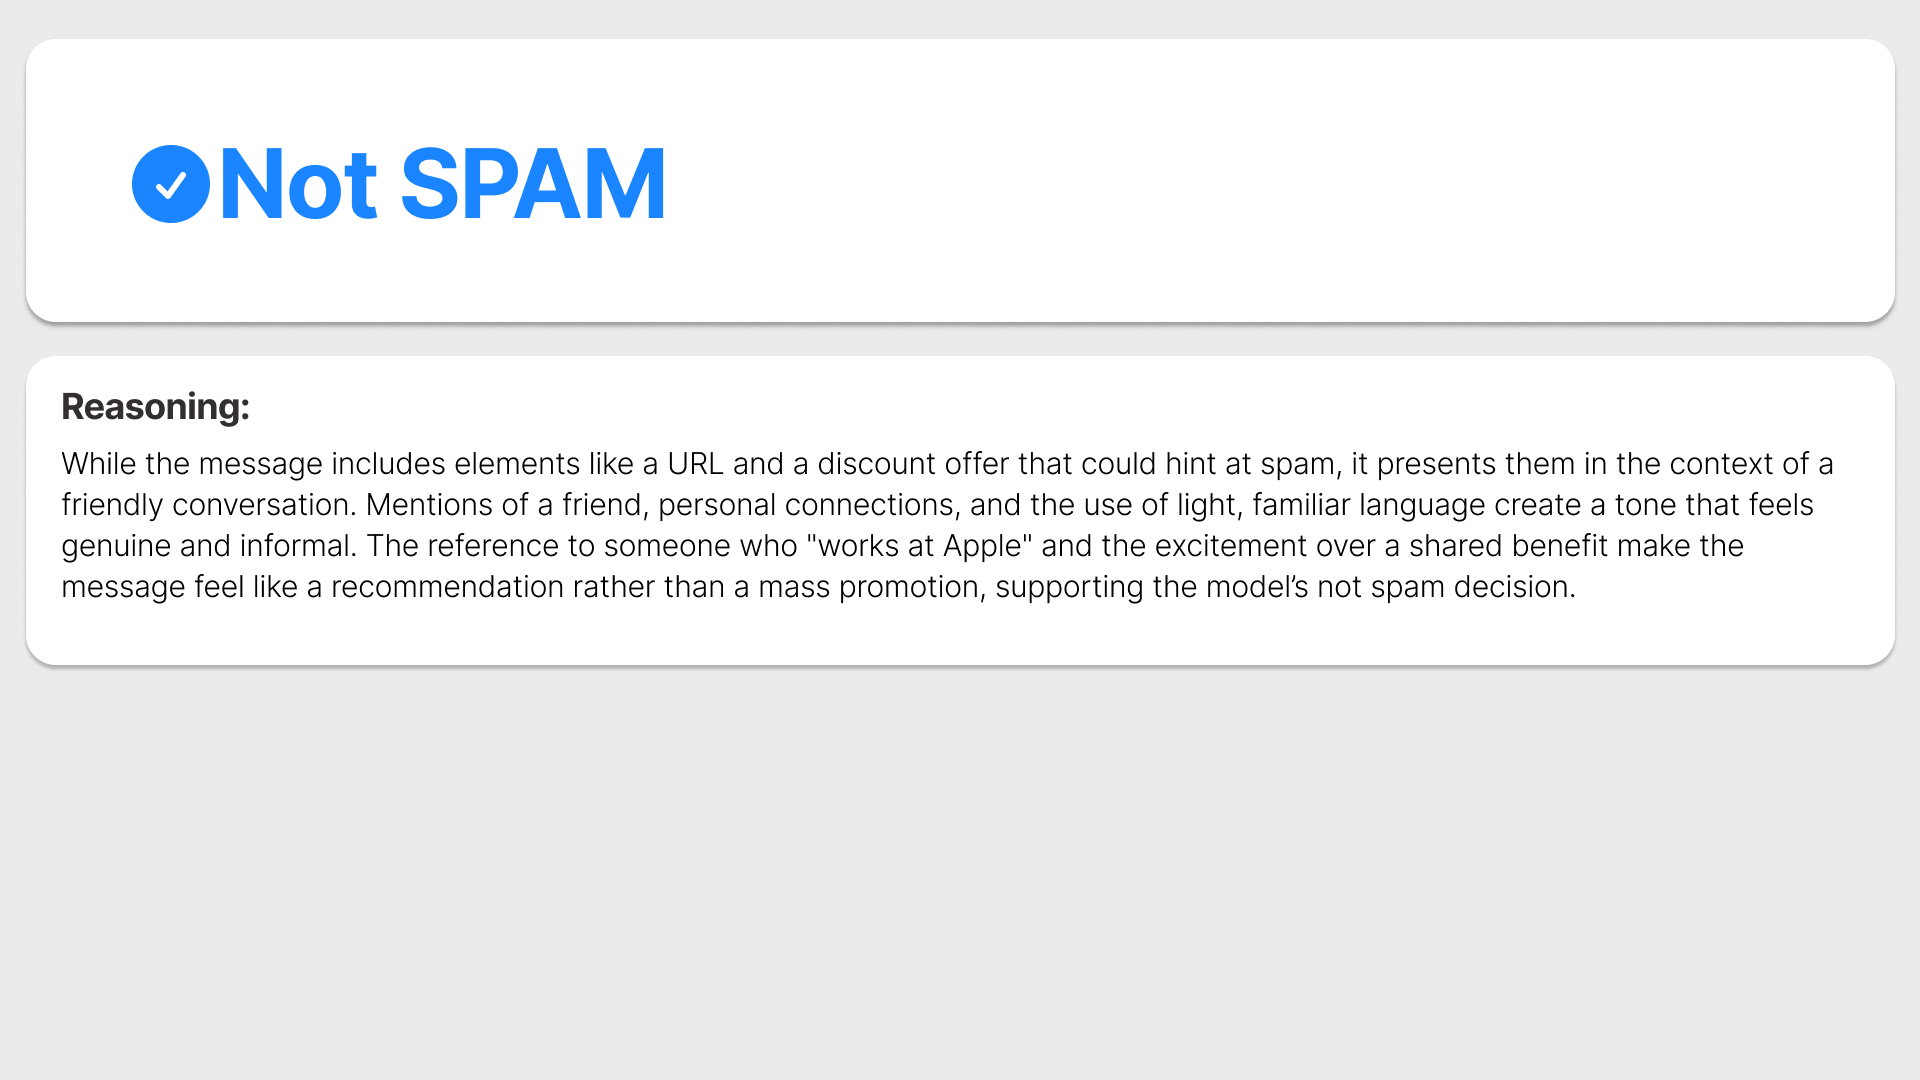 Not SPAM
Reasoning:
While the message includes elements like a URL and a discount offer that could hint at spam, it presents them in the context of a
friendly conversation. Mentions of a friend, personal connections, and the use of light, familiar language create a tone that feels
genuine and informal. The reference to someone who "works at Apple" and the excitement over a shared benefit make the
message feel like a recommendation rather than a mass promotion, supporting the model’s not spam decision.